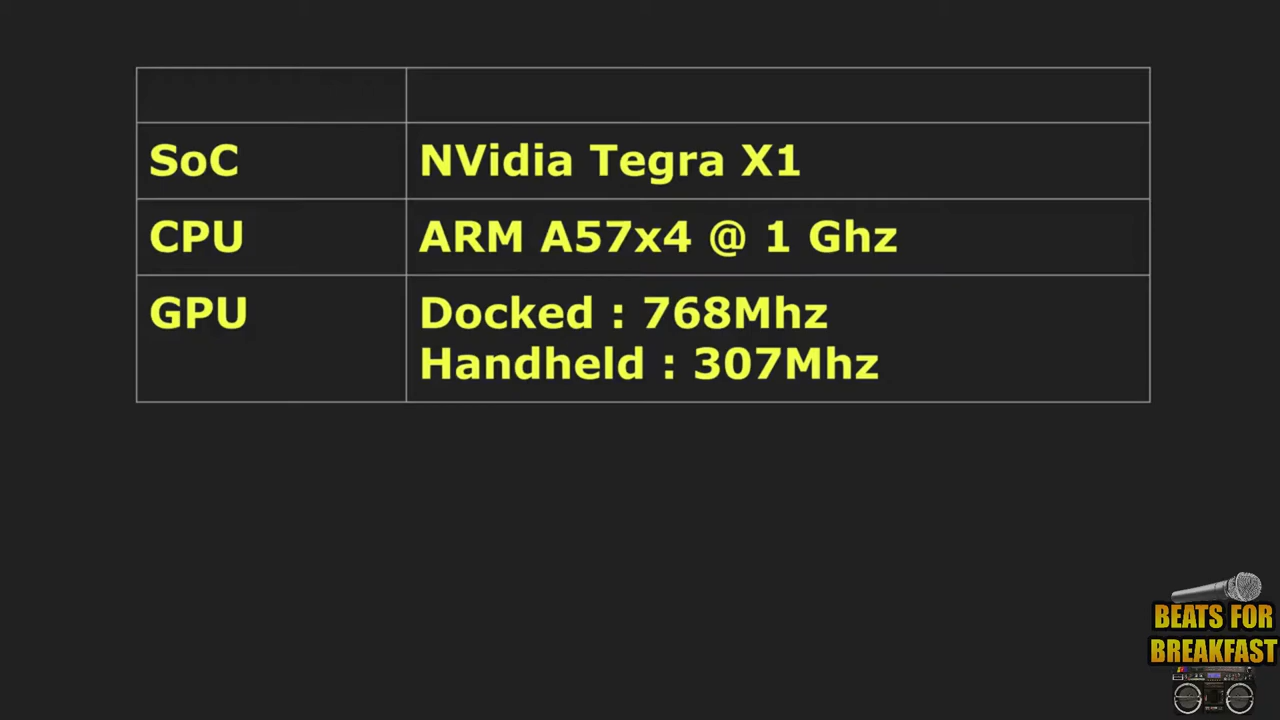 SoC NVidia Tegra X1
CPU ARM A57x4 @ 1 Ghz
GPU Docked : 768Mhz
Handheld : 307Mhz
BEATS FOR
BREAKFAST